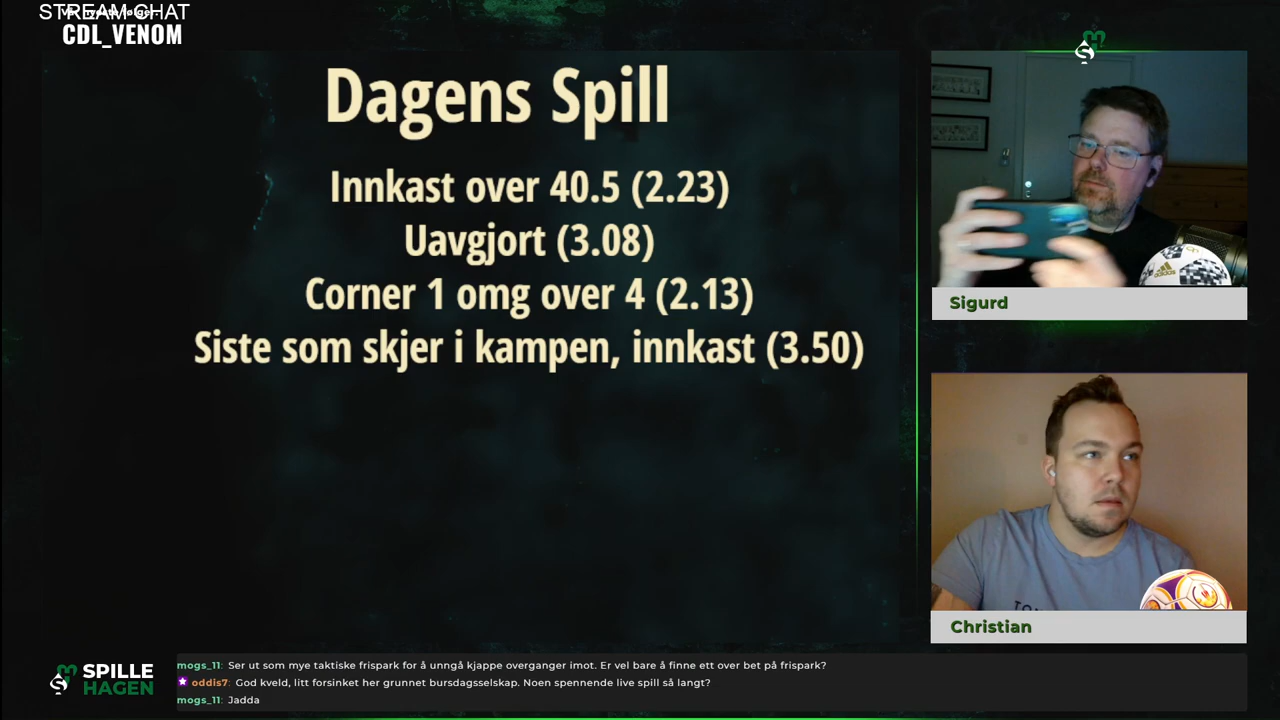 STREAM CHAT
CDL_VENOM
Dagens Spill
Innkast over 40.5 (2.23)
Uavgjort (3.08)
Corner 1 omg over 4 (2.13)
Siste som skjer i kampen, innkast (3.50)
Sigurd
Christian
SPILLE
HAGEN
mogs_11: Ser ut som mye taktiske frispark for å unngå kjappe overganger imot. Er vel bare å finne ett over bet på frispark?
oddis7: God kveld, litt forsinket her grunnet bursdagsselskap. Noen spennende live spill så langt?
mogs_11: Jadda